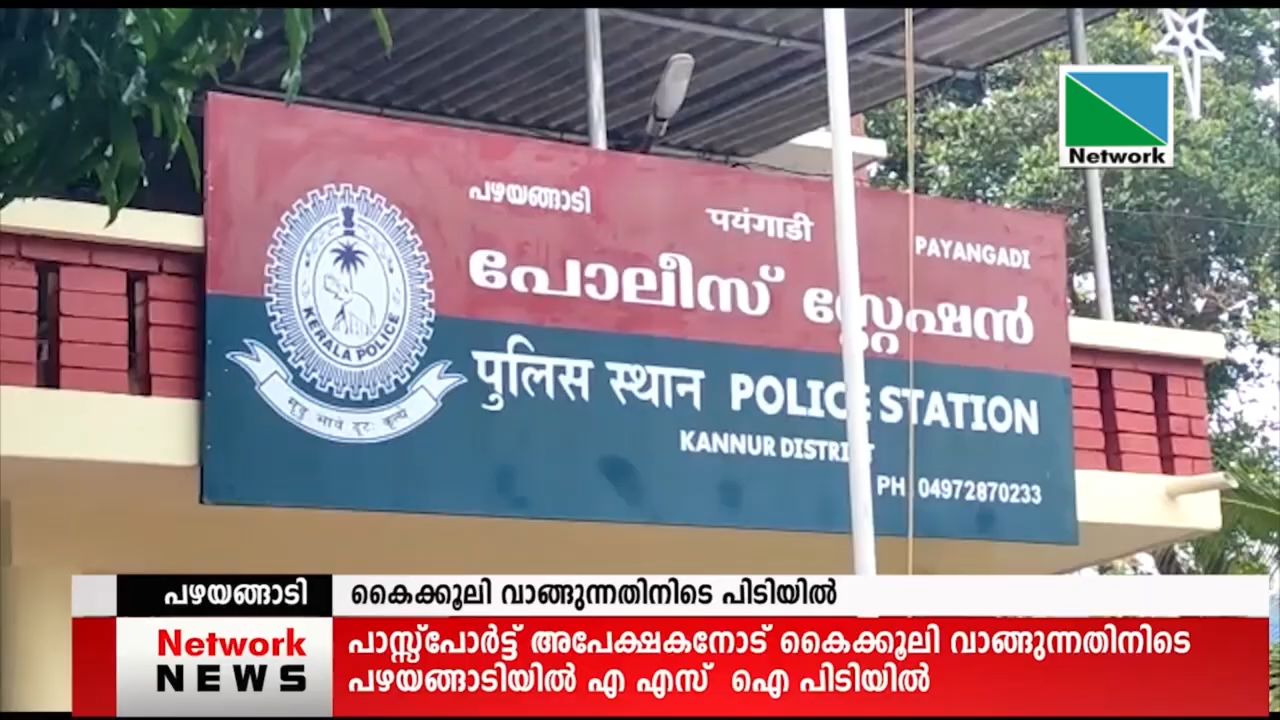 Network
പഴയങ്ങാടി पयंगाडी PAYANGADI
പോലീസ് സ്റ്റേഷൻ
पुलिस स्थान POLICE STATION
KANNUR DISTRICT
PH 04972870233
KERALA POLICE
मृदु भावे दृढ कृत्य
പഴയങ്ങാടി കൈക്കൂലി വാങ്ങുന്നതിനിടെ പിടിയിൽ
Network NEWS
പാസ്സ്പോർട്ട് അപേക്ഷകനോട് കൈക്കൂലി വാങ്ങുന്നതിനിടെ
പഴയങ്ങാടിയിൽ എ എസ് ഐ പിടിയിൽ